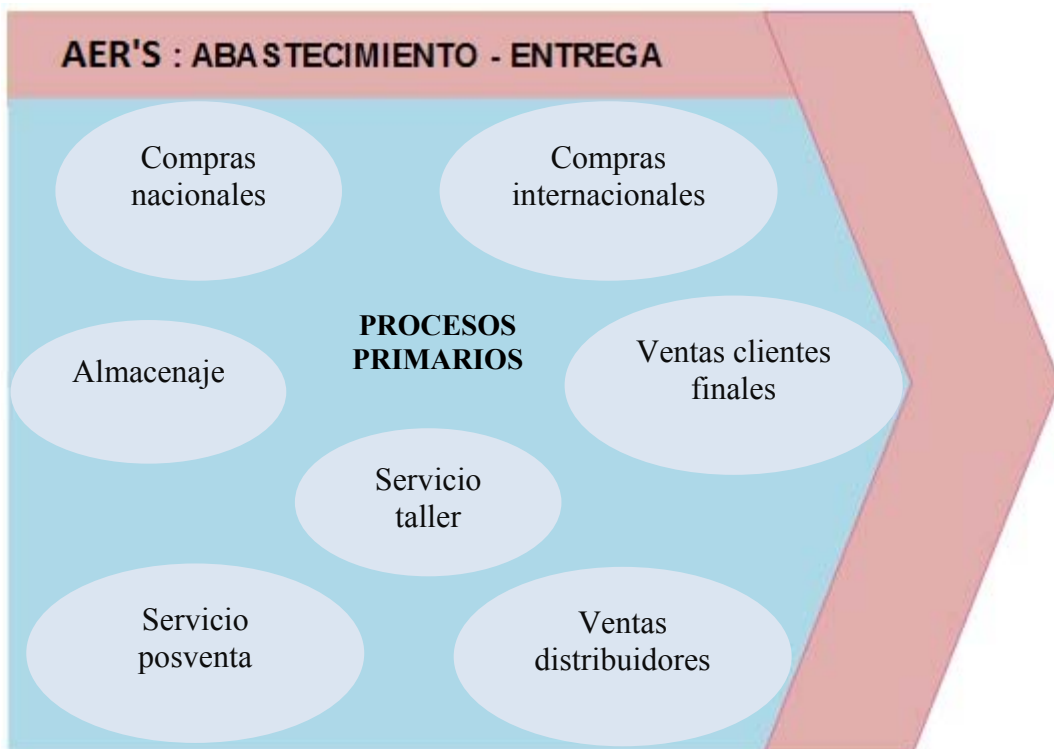 AER'S : ABASTECIMIENTO - ENTREGA
Compras
nacionales
Compras
internacionales
PROCESOS
PRIMARIOS
Almacenaje
Ventas clientes
finales
Servicio
taller
Servicio
posventa
Ventas
distribuidores